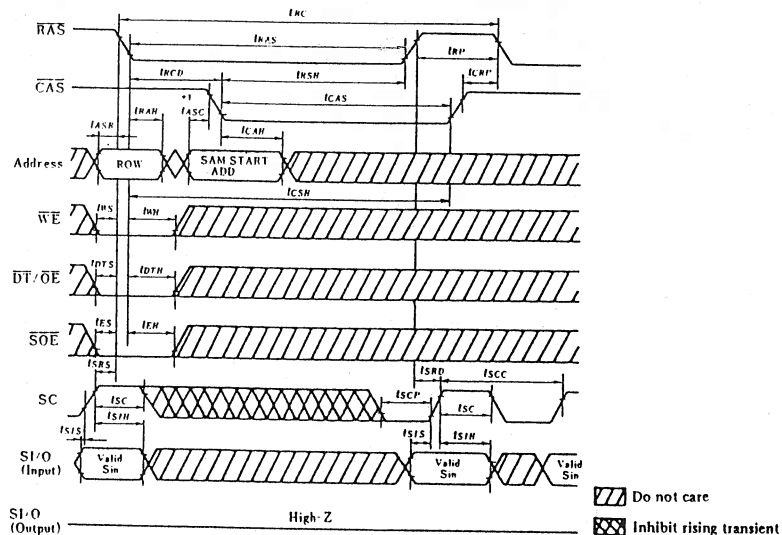 tRC
RAS
tRAS
tRP
tRCD
tRSH
tCRP
CAS
*1
tCAS
tASR
tRAH
tASC
tCAH
Address
ROW
SAM START
ADD
tCSH
WE
tWS
tWH
DT/OE
tDTS
tDTH
SOE
tES
tEH
tSRS
tSRD
tSCC
SC
tSC
tSCP
tSC
tSIS
tSIH
tSIS
tSIH
SI/O
(Input)
Valid
Sin
Valid
Sin
Valid
Sin
Do not care
SI/O
(Output)
High-Z
Inhibit rising transient